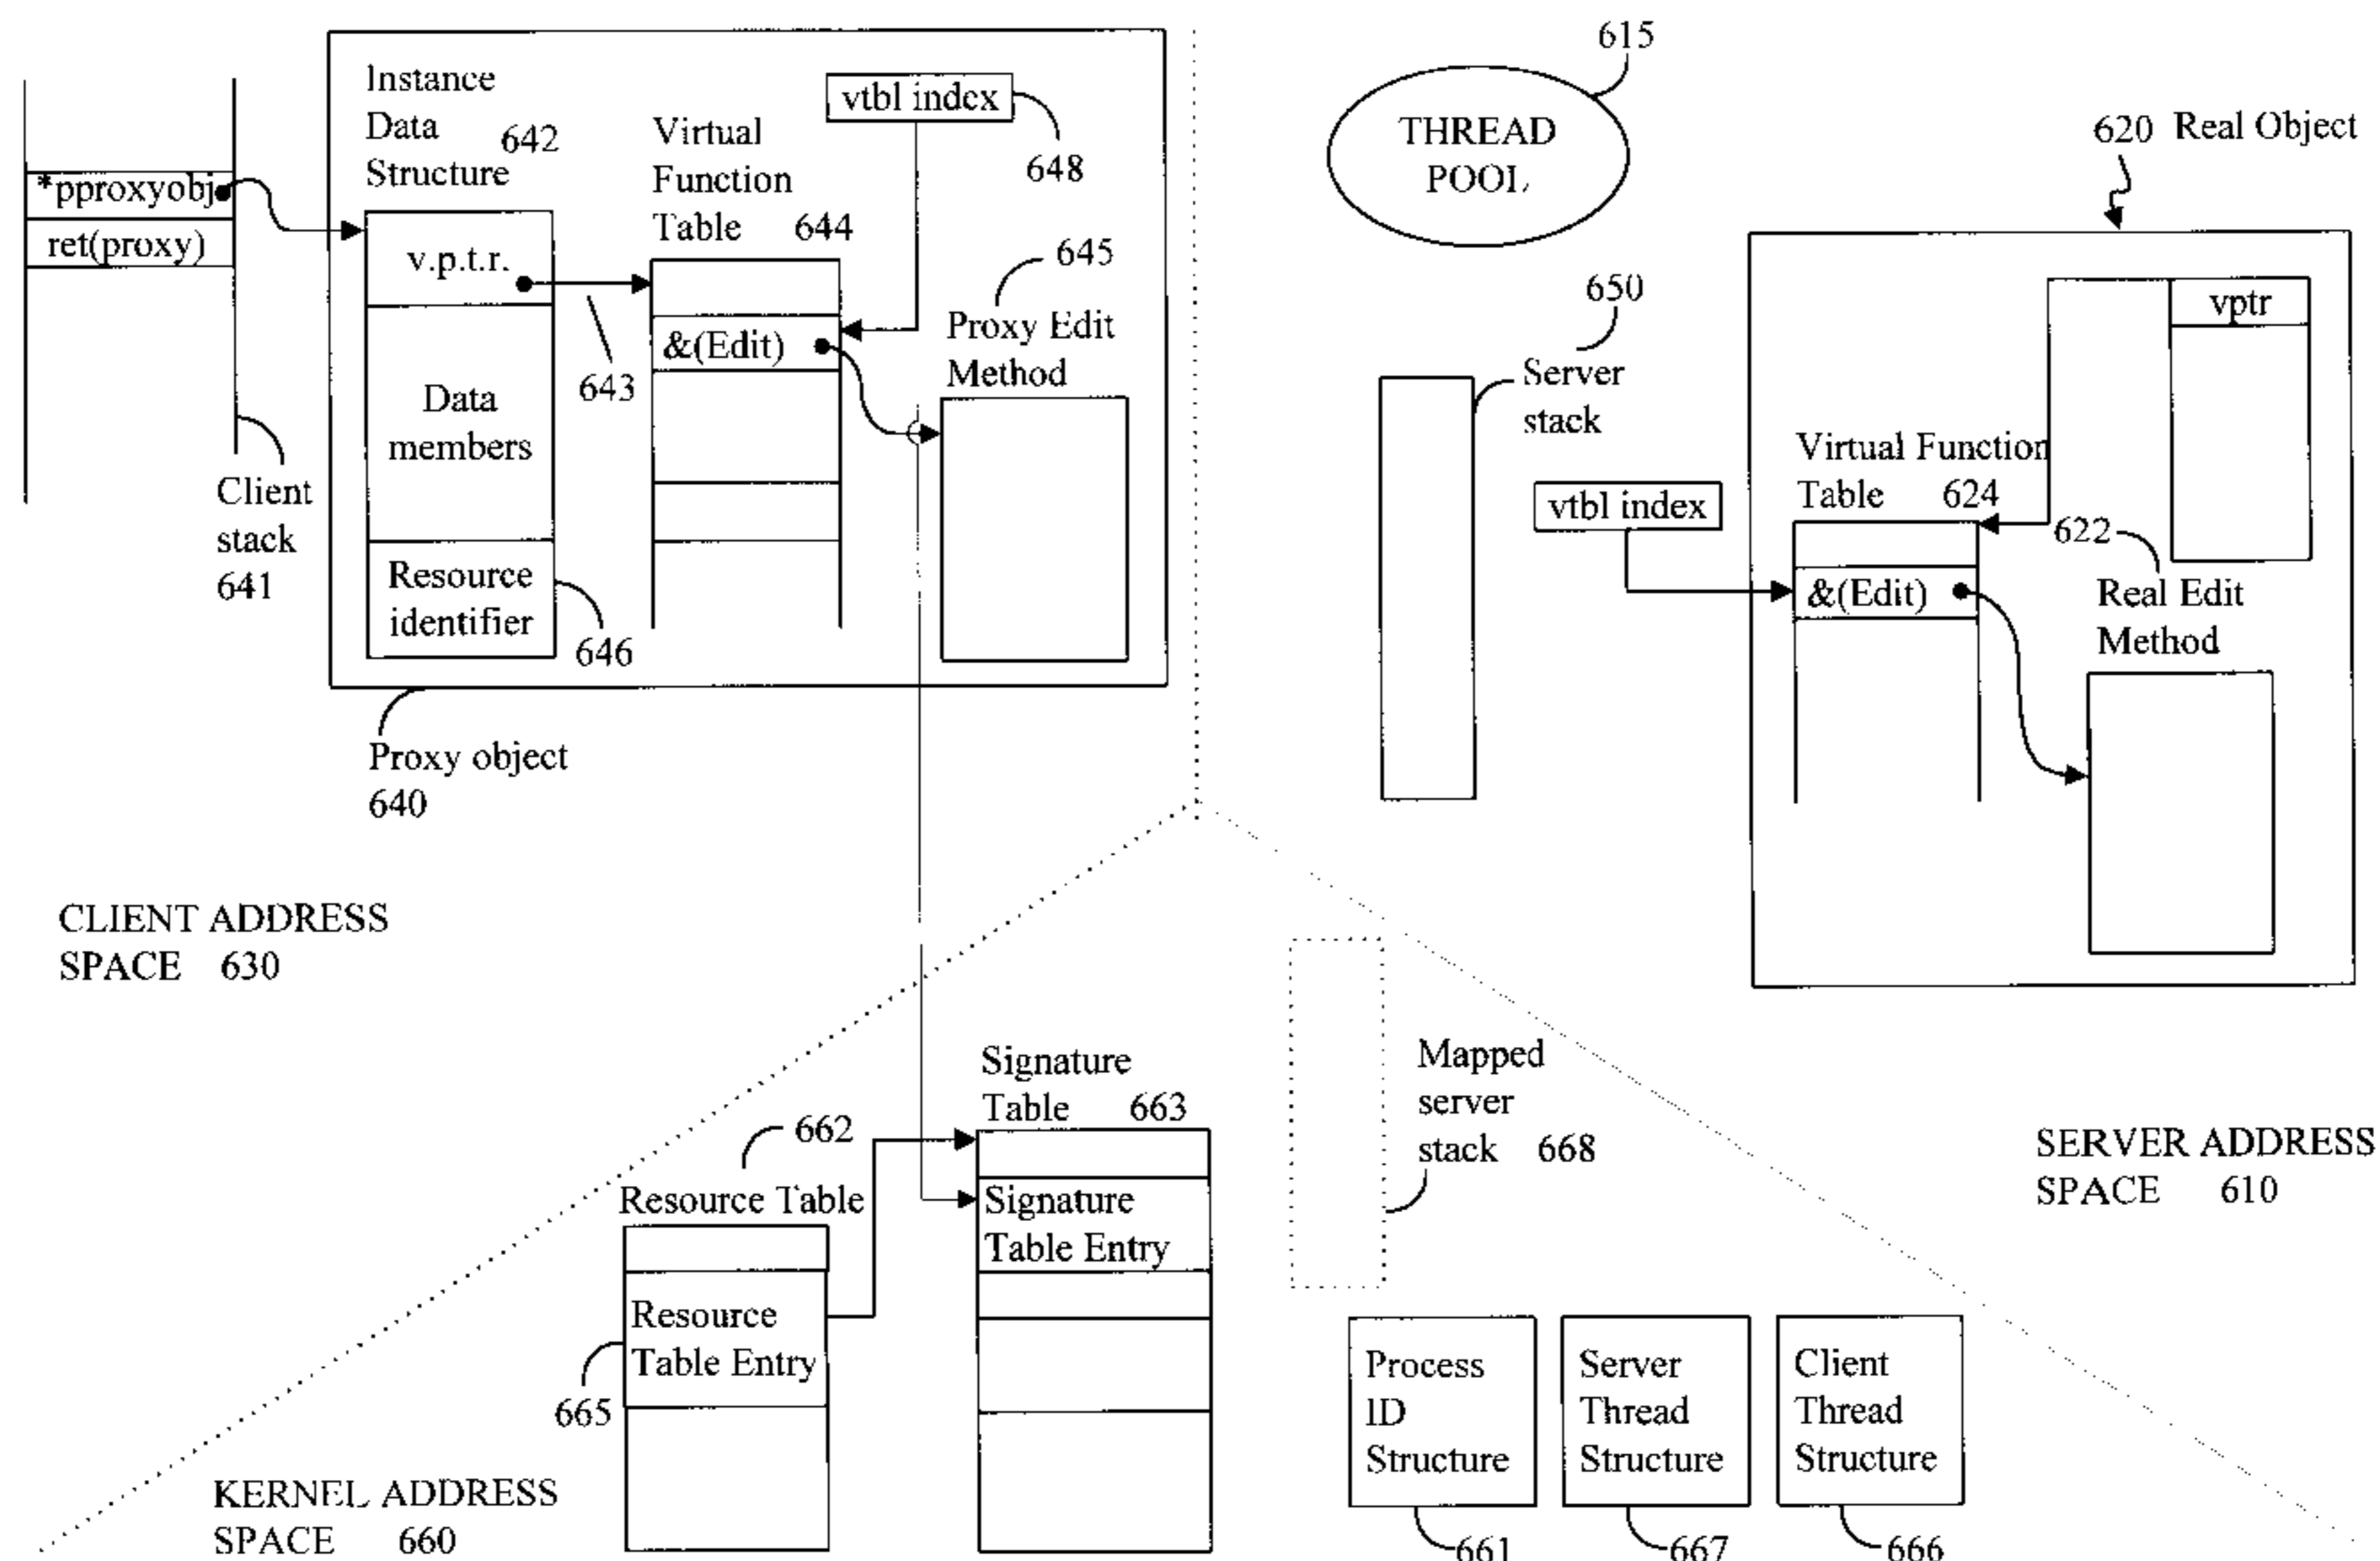 615
Instance
Data
Structure 642
vtbl index
648
Virtual
Function
Table 644
*pproxyobj
ret(proxy)
v.p.t.r.
643
&(Edit)
645
Proxy Edit
Method
Data
members
Client
stack
641
Resource
identifier
646
Proxy object
640
THREAD
POOL
620 Real Object
650
Server
stack
vptr
Virtual Function
Table 624
vtbl index
622
&(Edit)
Real Edit
Method
CLIENT ADDRESS
SPACE 630
Signature
Table 663
662
Resource Table
Signature
Table Entry
Mapped
server
stack 668
SERVER ADDRESS
SPACE 610
Resource
Table Entry
665
Process
ID
Structure
Server
Thread
Structure
Client
Thread
Structure
KERNEL ADDRESS
SPACE 660
661
667
666